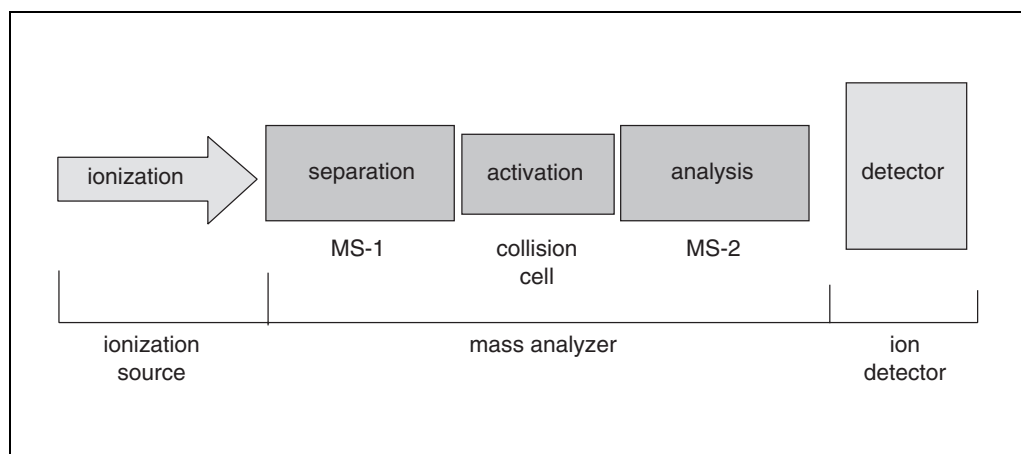 ionization
separation
activation
analysis
detector
MS-1
collision
cell
MS-2
ionization
source
mass analyzer
ion
detector